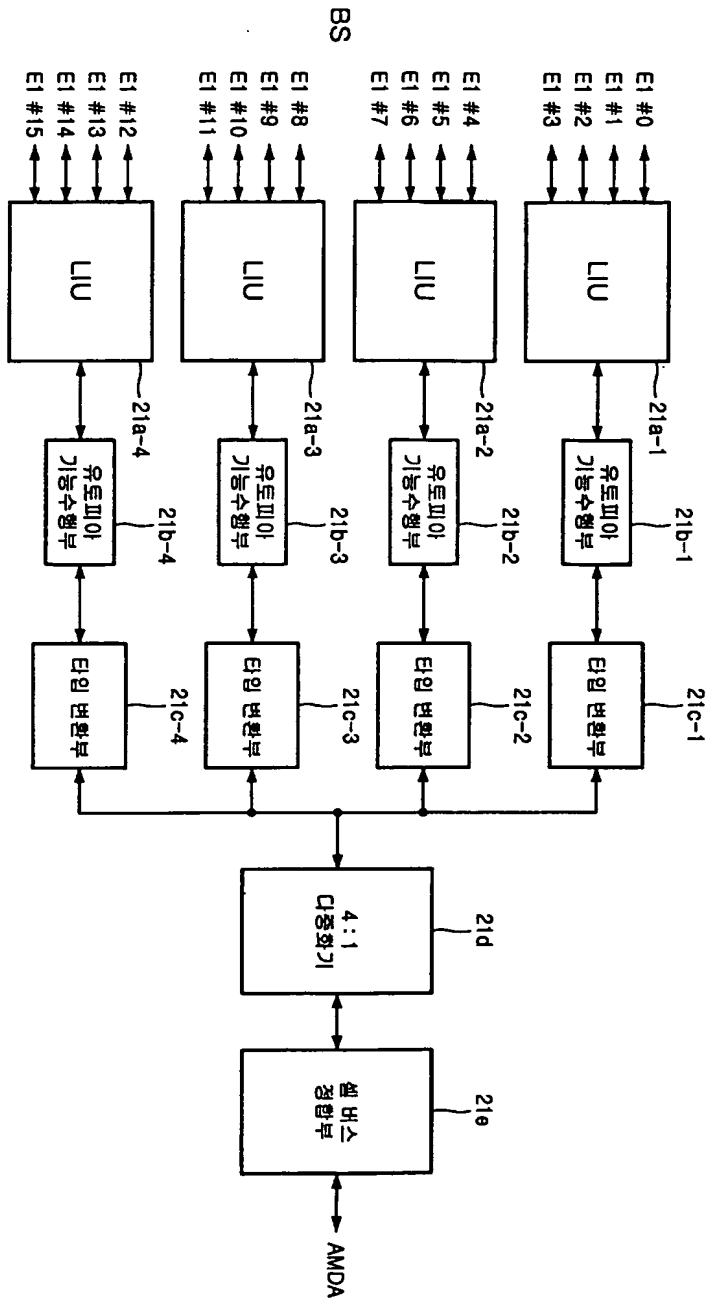 E1 #0
E1 #1
E1 #2
E1 #3
LIU
21a-1
유토피아
기능수행부
21b-1
타임 변환부
21c-1
E1 #4
E1 #5
E1 #6
E1 #7
LIU
21a-2
유토피아
기능수행부
21b-2
타임 변환부
21c-2
BS
4 : 1
다중화기
21d
셀 버스
정합부
21e
AMDA
E1 #8
E1 #9
E1 #10
E1 #11
LIU
21a-3
유토피아
기능수행부
21b-3
타임 변환부
21c-3
E1 #12
E1 #13
E1 #14
E1 #15
LIU
21a-4
유토피아
기능수행부
21b-4
타임 변환부
21c-4